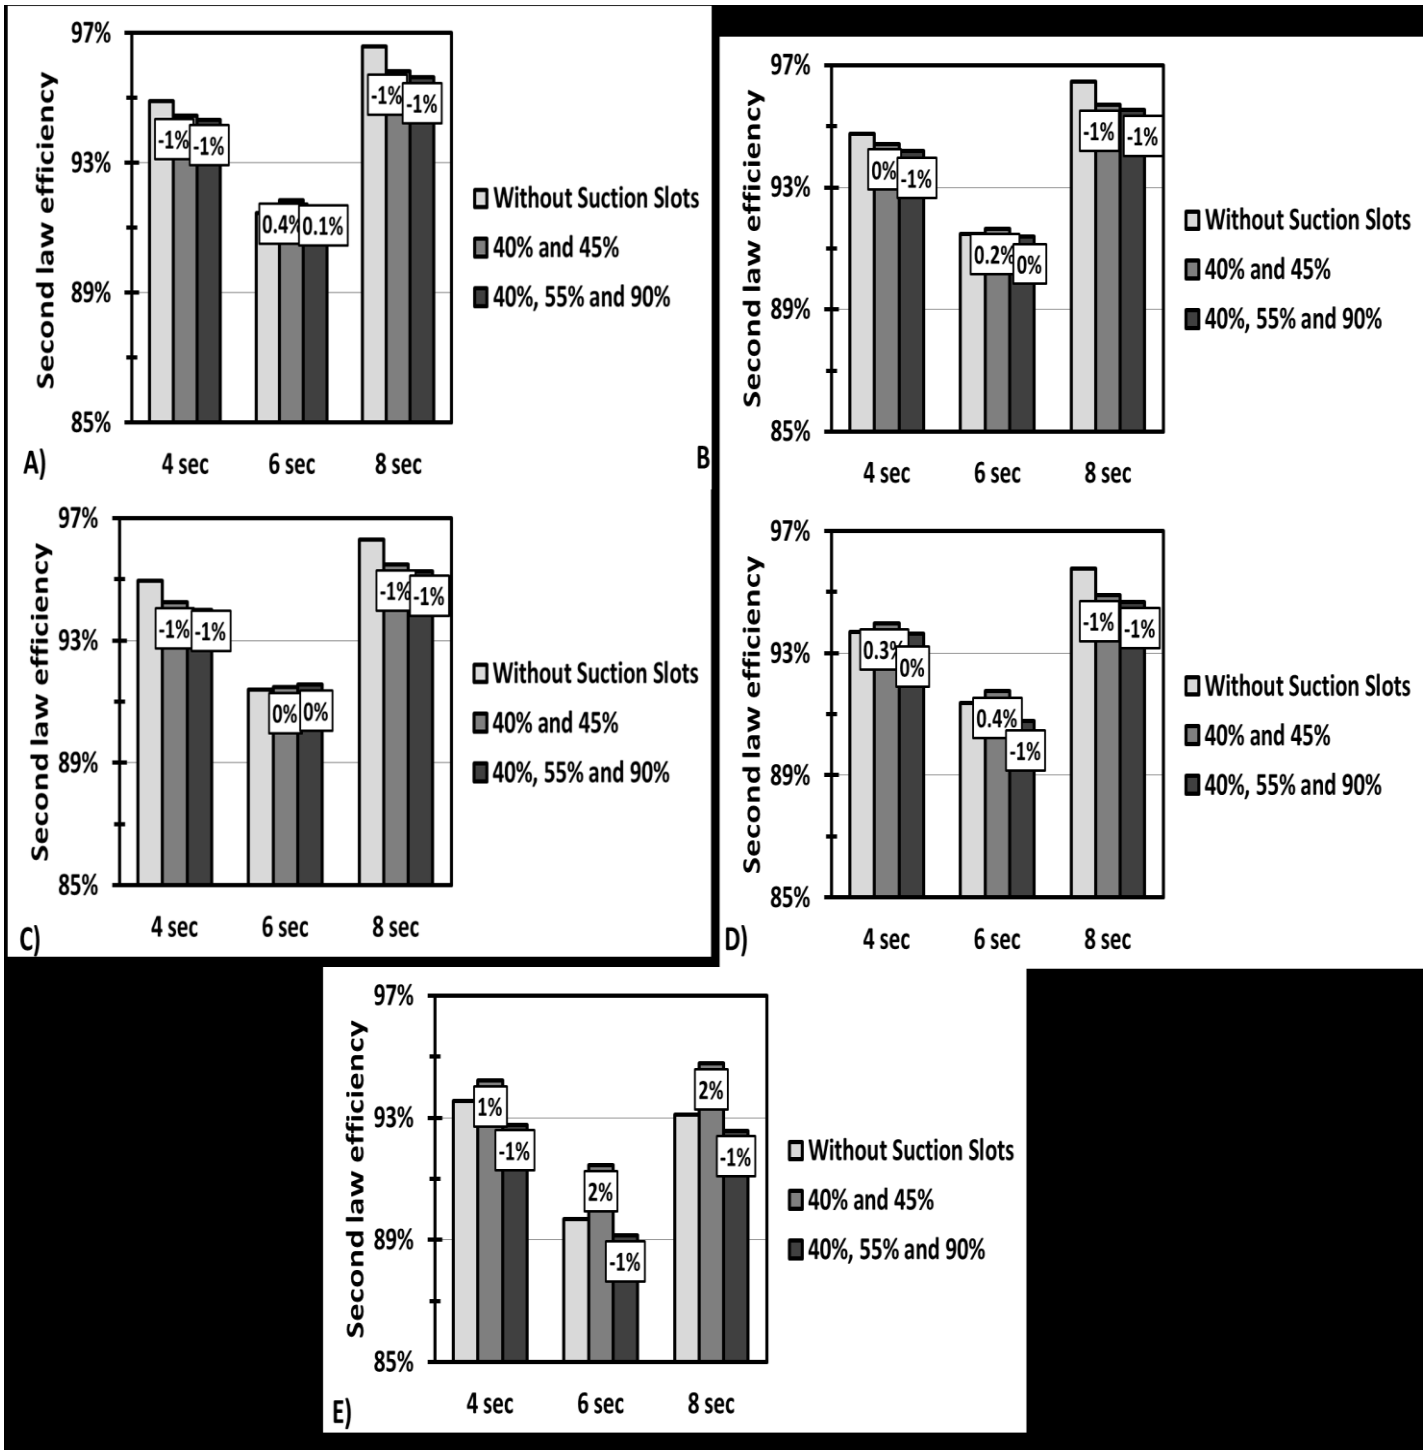 97%
93%
89%
85%
Second law efficiency
-1%
-1%
0.4%
0.1%
-1%
-1%
4 sec
6 sec
8 sec
Without Suction Slots
40% and 45%
40%, 55% and 90%
A)
97%
93%
89%
85%
Second law efficiency
0%
-1%
0.2%
0%
-1%
-1%
4 sec
6 sec
8 sec
Without Suction Slots
40% and 45%
40%, 55% and 90%
B
97%
93%
89%
85%
Second law efficiency
-1%
-1%
0%
0%
-1%
-1%
4 sec
6 sec
8 sec
Without Suction Slots
40% and 45%
40%, 55% and 90%
C)
97%
93%
89%
85%
Second law efficiency
0.3%
0%
0.4%
-1%
-1%
-1%
4 sec
6 sec
8 sec
Without Suction Slots
40% and 45%
40%, 55% and 90%
D)
97%
93%
89%
85%
Second law efficiency
1%
-1%
2%
-1%
2%
-1%
4 sec
6 sec
8 sec
Without Suction Slots
40% and 45%
40%, 55% and 90%
E)